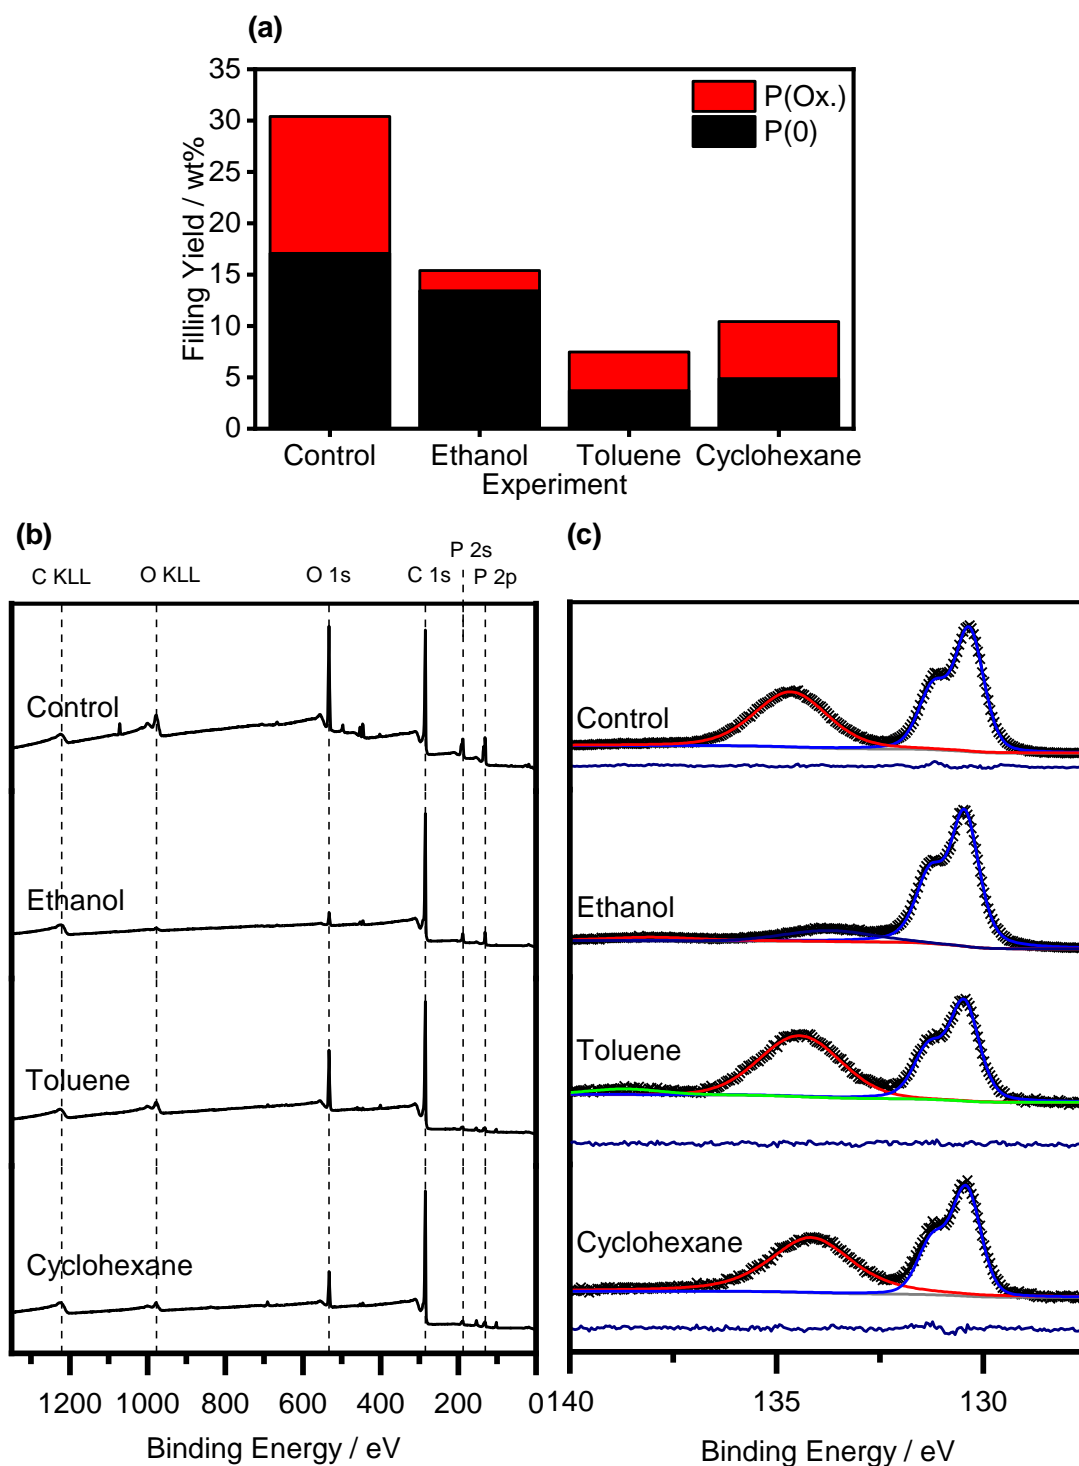 (a)
35
30
25
20
15
10
5
0
Filling Yield / wt%
P(Ox.)
P(0)
Control Ethanol Toluene Cyclohexane
Experiment
(b)
C KLL O KLL O 1s C 1s P 2s P 2p
Control
Ethanol
Toluene
Cyclohexane
1200 1000 800 600 400 200 0
Binding Energy / eV
(c)
Control
Ethanol
Toluene
Cyclohexane
140 135 130
Binding Energy / eV